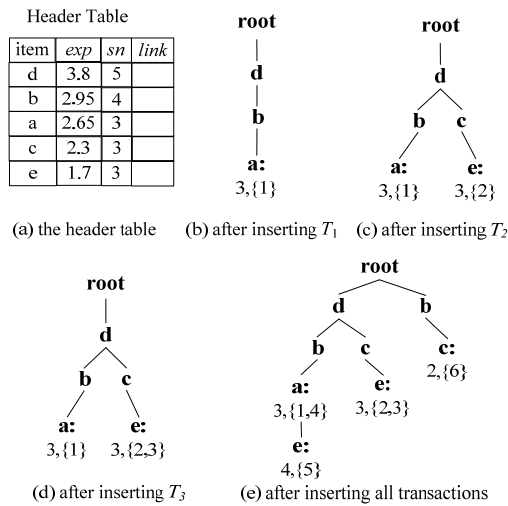 Header Table
item exp sn link
d 3.8 5
b 2.95 4
a 2.65 3
c 2.3 3
e 1.7 3
(a) the header table
root
d
b
a:
3,{1}
(b) after inserting T1
root
d
b c
a: e:
3,{1} 3,{2}
(c) after inserting T2
root
d
b c
a: e:
3,{1} 3,{2,3}
(d) after inserting T3
root
d b
b c c:
2,{6}
a: e:
3,{1,4} 3,{2,3}
e:
4,{5}
(e) after inserting all transactions